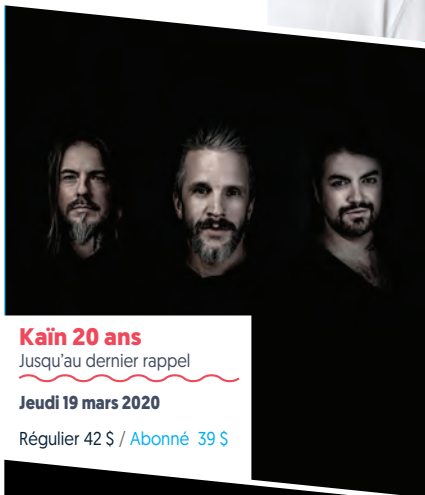 Kaïn 20 ans
Jusqu'au dernier rappel
Jeudi 19 mars 2020
Régulier 42 $ / Abonné 39 $